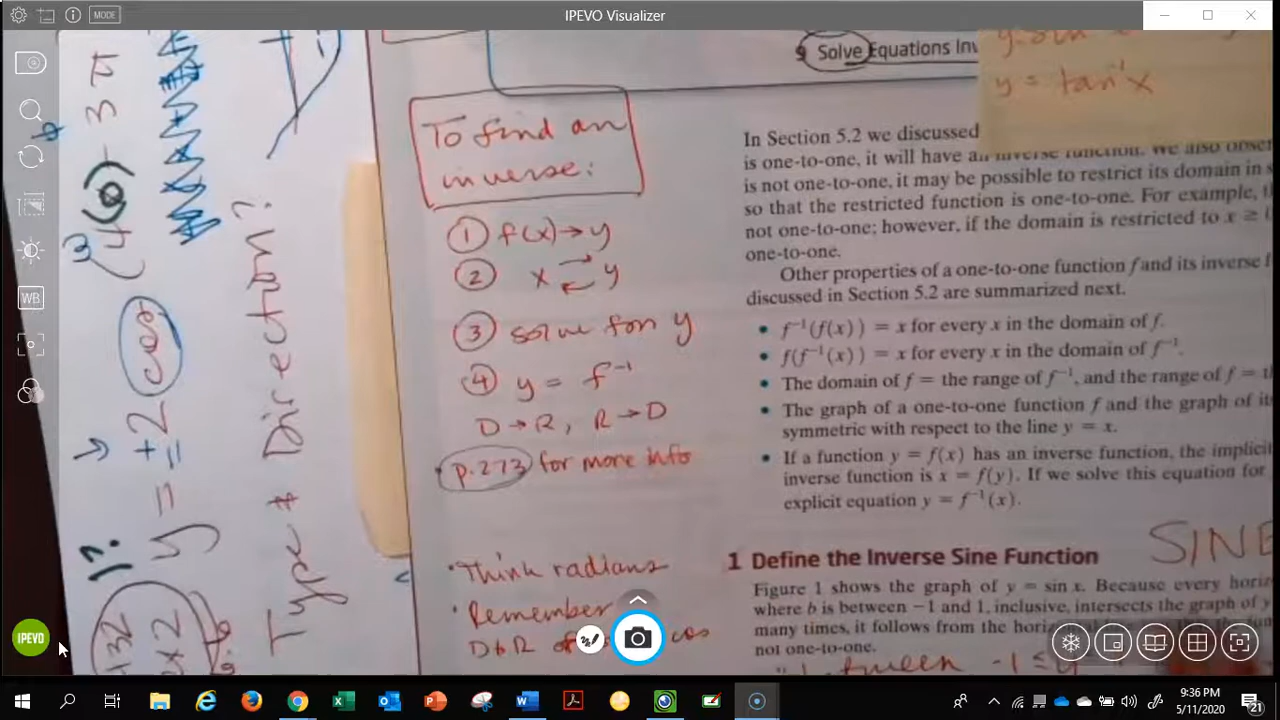 MODE
IPEVO Visualizer
9 Solve Equations Inv
y = tan⁻¹x
To find an
inverse:
① f(x) → y
② x ⇄ y
③ solve for y
④ y = f⁻¹
D → R, R → D
p.273 for more info
• Think radians
• Remember
D & R of cos
In Section 5.2 we discussed
is one-to-one, it will have an inverse function. We also obser
is not one-to-one, it may be possible to restrict its domain in s
so that the restricted function is one-to-one. For example,
not one-to-one; however, if the domain is restricted to x ≥
one-to-one.
Other properties of a one-to-one function f and its inverse f
discussed in Section 5.2 are summarized next.
• f⁻¹(f(x)) = x for every x in the domain of f.
• f(f⁻¹(x)) = x for every x in the domain of f⁻¹.
• The domain of f = the range of f⁻¹, and the range of f = t
• The graph of a one-to-one function f and the graph of it
symmetric with respect to the line y = x.
• If a function y = f(x) has an inverse function, the implicit
inverse function is x = f(y). If we solve this equation for
explicit equation y = f⁻¹(x).
SINE
1 Define the Inverse Sine Function
Figure 1 shows the graph of y = sin x. Because every horiz
where b is between −1 and 1, inclusive, intersects the graph of y
many times, it follows from the horiz
not one-to-one.
Type & Direction?
y = ± 2 cos
WB
IPEVO
9:36 PM
5/11/2020
21